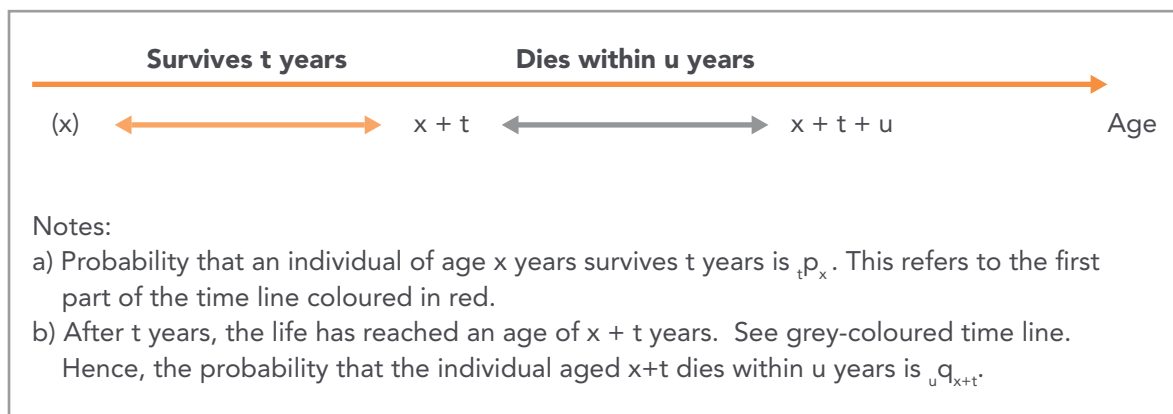 Survives t years Dies within u years
(x) x + t x + t + u Age
Notes:
a) Probability that an individual of age x years survives t years is ₜpₓ. This refers to the first
part of the time line coloured in red.
b) After t years, the life has reached an age of x + t years. See grey-coloured time line.
Hence, the probability that the individual aged x+t dies within u years is ᵤqₓ₊ₜ.